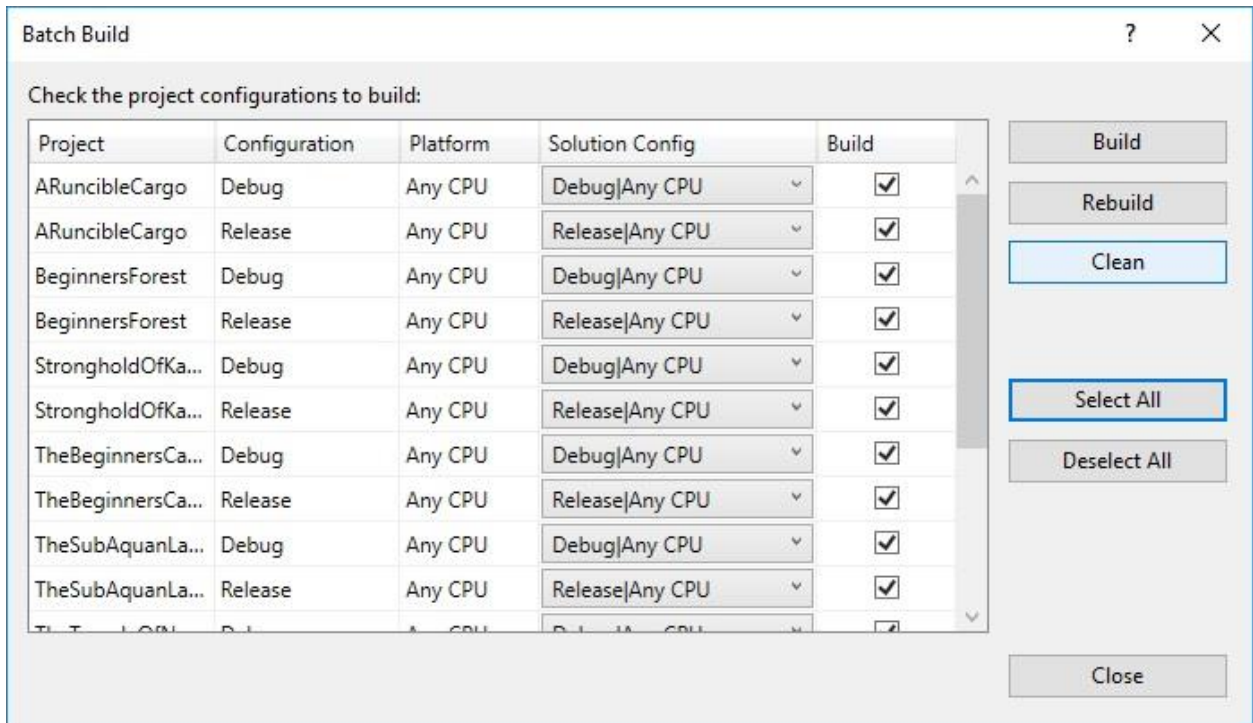 Batch Build
?
Check the project configurations to build:
Project Configuration Platform Solution Config Build
ARuncibleCargo Debug Any CPU Debug|Any CPU
ARuncibleCargo Release Any CPU Release|Any CPU
BeginnersForest Debug Any CPU Debug|Any CPU
BeginnersForest Release Any CPU Release|Any CPU
StrongholdOfKa... Debug Any CPU Debug|Any CPU
StrongholdOfKa... Release Any CPU Release|Any CPU
TheBeginnersCa... Debug Any CPU Debug|Any CPU
TheBeginnersCa... Release Any CPU Release|Any CPU
TheSubAquanLa... Debug Any CPU Debug|Any CPU
TheSubAquanLa... Release Any CPU Release|Any CPU
Build
Rebuild
Clean
Select All
Deselect All
Close